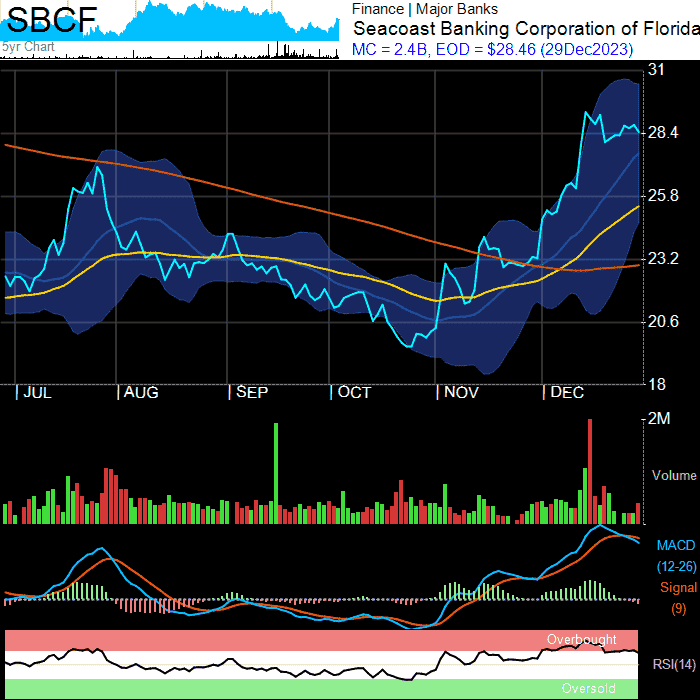 SBCF
5yr Chart
Finance | Major Banks
Seacoast Banking Corporation of Florida
MC = 2.4B, EOD = $28.46 (29Dec2023)
31
28.4
25.8
23.2
20.6
18
| JUL | AUG | SEP | OCT | NOV | DEC
2M
Volume
MACD
(12-26)
Signal
(9)
Overbought
RSI(14)
Oversold